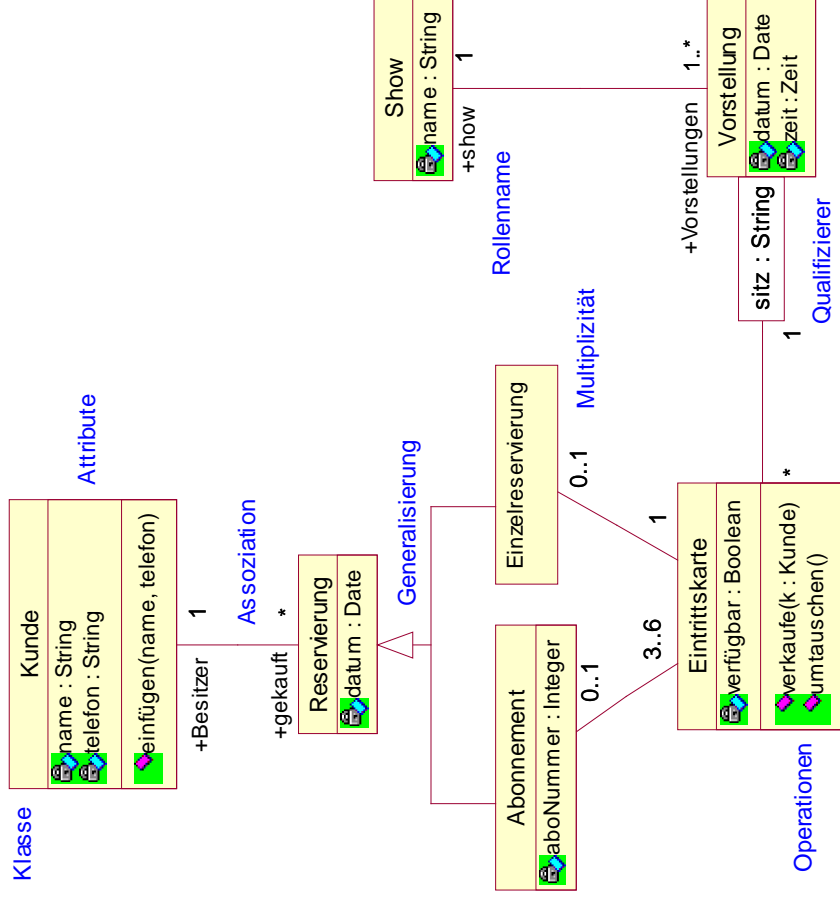 Klasse
Kunde
name : String
telefon : String
einfügen(name, telefon)
Attribute
+Besitzer
1
Assoziation
+gekauft
*
Reservierung
datum : Date
Generalisierung
Abonnement
aboNummer : Integer
Einzelreservierung
0..1
0..1
Multiplizität
3..6
1
Eintrittskarte
verfügbar : Boolean
verkaufe(k : Kunde)
umtauschen()
Operationen
*
1
Qualifizierer
sitz : String
Show
name : String
+show
1
Rollenname
+Vorstellungen
1..*
Vorstellung
datum : Date
zeit : Zeit